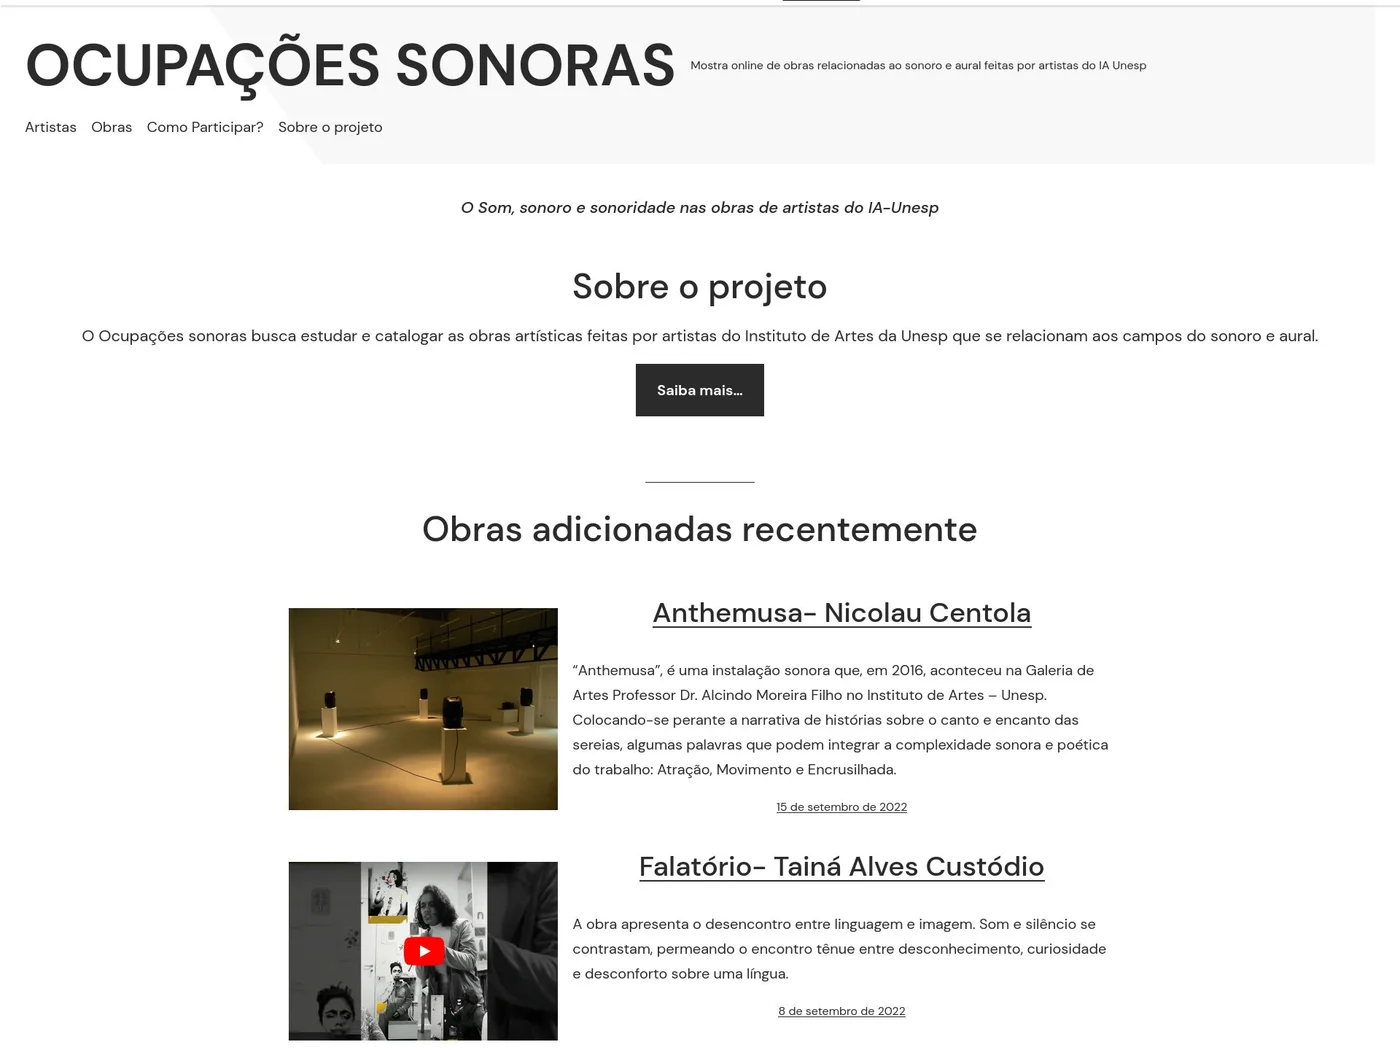 OCUPAÇÕES SONORAS
Mostra online de obras relacionadas ao sonoro e aural feitas por artistas do IA Unesp
Artistas Obras Como Participar? Sobre o projeto
O Som, sonoro e sonoridade nas obras de artistas do IA-Unesp
Sobre o projeto
O Ocupações sonoras busca estudar e catalogar as obras artísticas feitas por artistas do Instituto de Artes da Unesp que se relacionam aos campos do sonoro e aural.
Saiba mais…
Obras adicionadas recentemente
Anthemusa– Nicolau Centola
“Anthemusa”, é uma instalação sonora que, em 2016, aconteceu na Galeria de
Artes Professor Dr. Alcindo Moreira Filho no Instituto de Artes – Unesp.
Colocando-se perante a narrativa de histórias sobre o canto e encanto das
sereias, algumas palavras que podem integrar a complexidade sonora e poética
do trabalho: Atração, Movimento e Encrusilhada.
15 de setembro de 2022
Falatório– Tainá Alves Custódio
A obra apresenta o desencontro entre linguagem e imagem. Som e silêncio se
contrastam, permeando o encontro tênue entre desconhecimento, curiosidade
e desconforto sobre uma língua.
8 de setembro de 2022